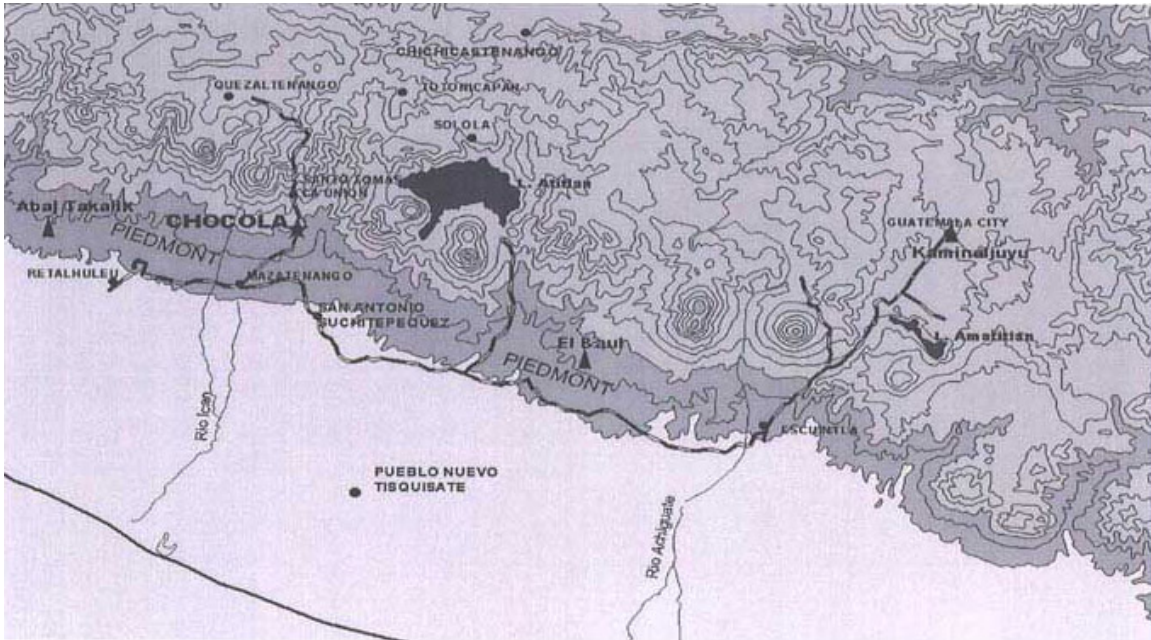 CHICHICASTENANGO
QUEZALTENANGO
TOTONICAPAN
SOLOLA
SANTO TOMAS
LA UNION
L. Atitlan
Abaj Takalik
CHOCOLA
PIEDMONT
GUATEMALA CITY
Kaminaljuyu
RETALHULEU
MAZATENANGO
SAN ANTONIO
SUCHITEPEQUEZ
El Baul
L. Amatitlan
PIEDMONT
Rio Ican
ESCUNTLA
PUEBLO NUEVO
TISQUISATE
Rio Achiguate